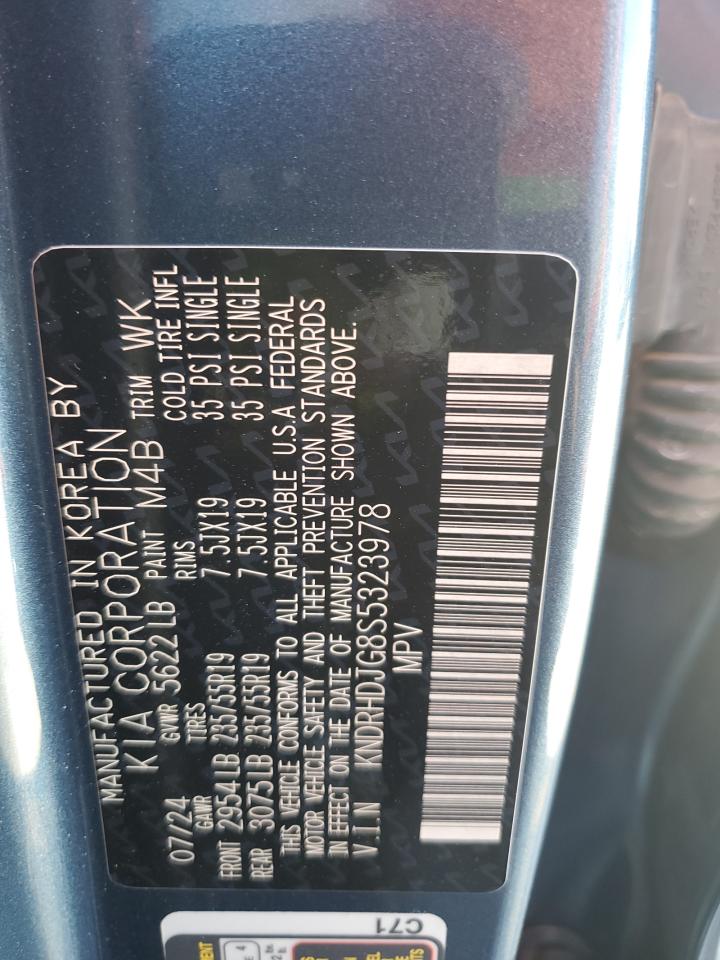 MANUFACTURED IN KOREA BY
KIA CORPORATION
07/24 GVWR 5622LB PAINT M4B TRIM WK
GAWR TIRES RIMS COLD TIRE INFL
FRONT 2954LB 235/55R19 7.5JX19 35 PSI SINGLE
REAR 3075LB 235/55R19 7.5JX19 35 PSI SINGLE
THIS VEHICLE CONFORMS TO ALL APPLICABLE U.S.A FEDERAL
MOTOR VEHICLE SAFETY AND THEFT PREVENTION STANDARDS
IN EFFECT ON THE DATE OF MANUFACTURE SHOWN ABOVE.
V.I.N KNDRHDJG8S5323978
MPV
C71